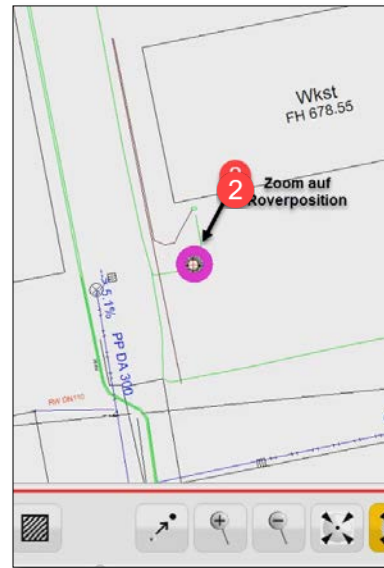 Wkst
FH 678.55
2
Zoom auf
Roverposition
5.1%
PP DA 300
RW DN110